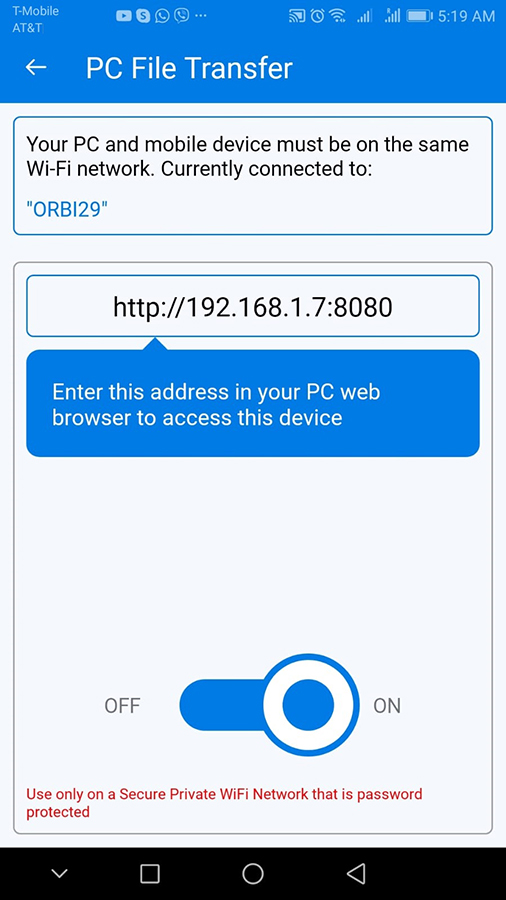 T-Mobile
AT&T
5:19 AM
PC File Transfer
Your PC and mobile device must be on the same
Wi-Fi network. Currently connected to:
"ORBI29"
http://192.168.1.7:8080
Enter this address in your PC web
browser to access this device
OFF
ON
Use only on a Secure Private WiFi Network that is password
protected